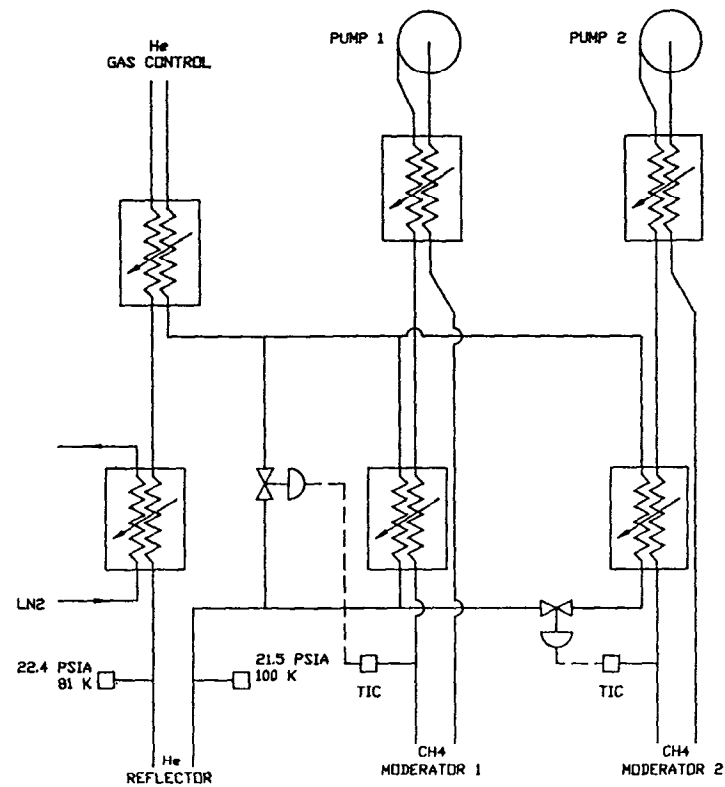 He
GAS CONTROL
PUMP 1
PUMP 2
LN2
22.4 PSIA
81 K
21.5 PSIA
100 K
TIC
TIC
He
REFLECTOR
CH4
MODERATOR 1
CH4
MODERATOR 2